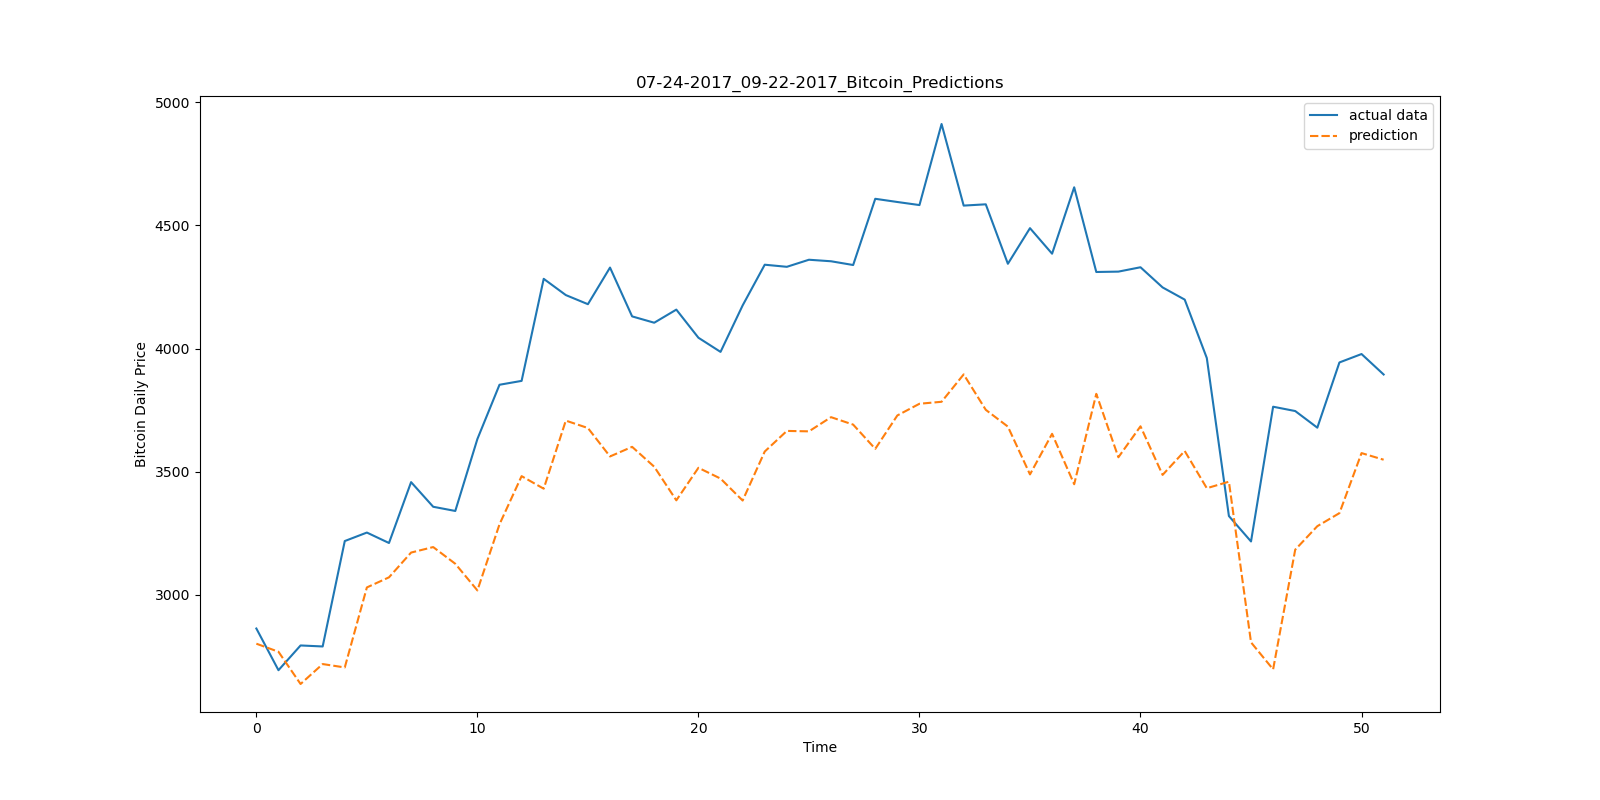 07-24-2017_09-22-2017_Bitcoin_Predictions
actual data
prediction
5000
4500
4000
3500
3000
Bitcoin Daily Price
0 10 20 30 40 50
Time